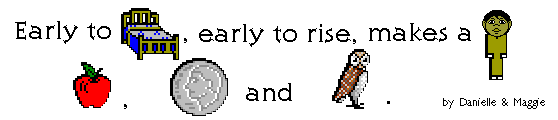 Early to , early to rise, makes a
, and .
by Danielle & Maggie